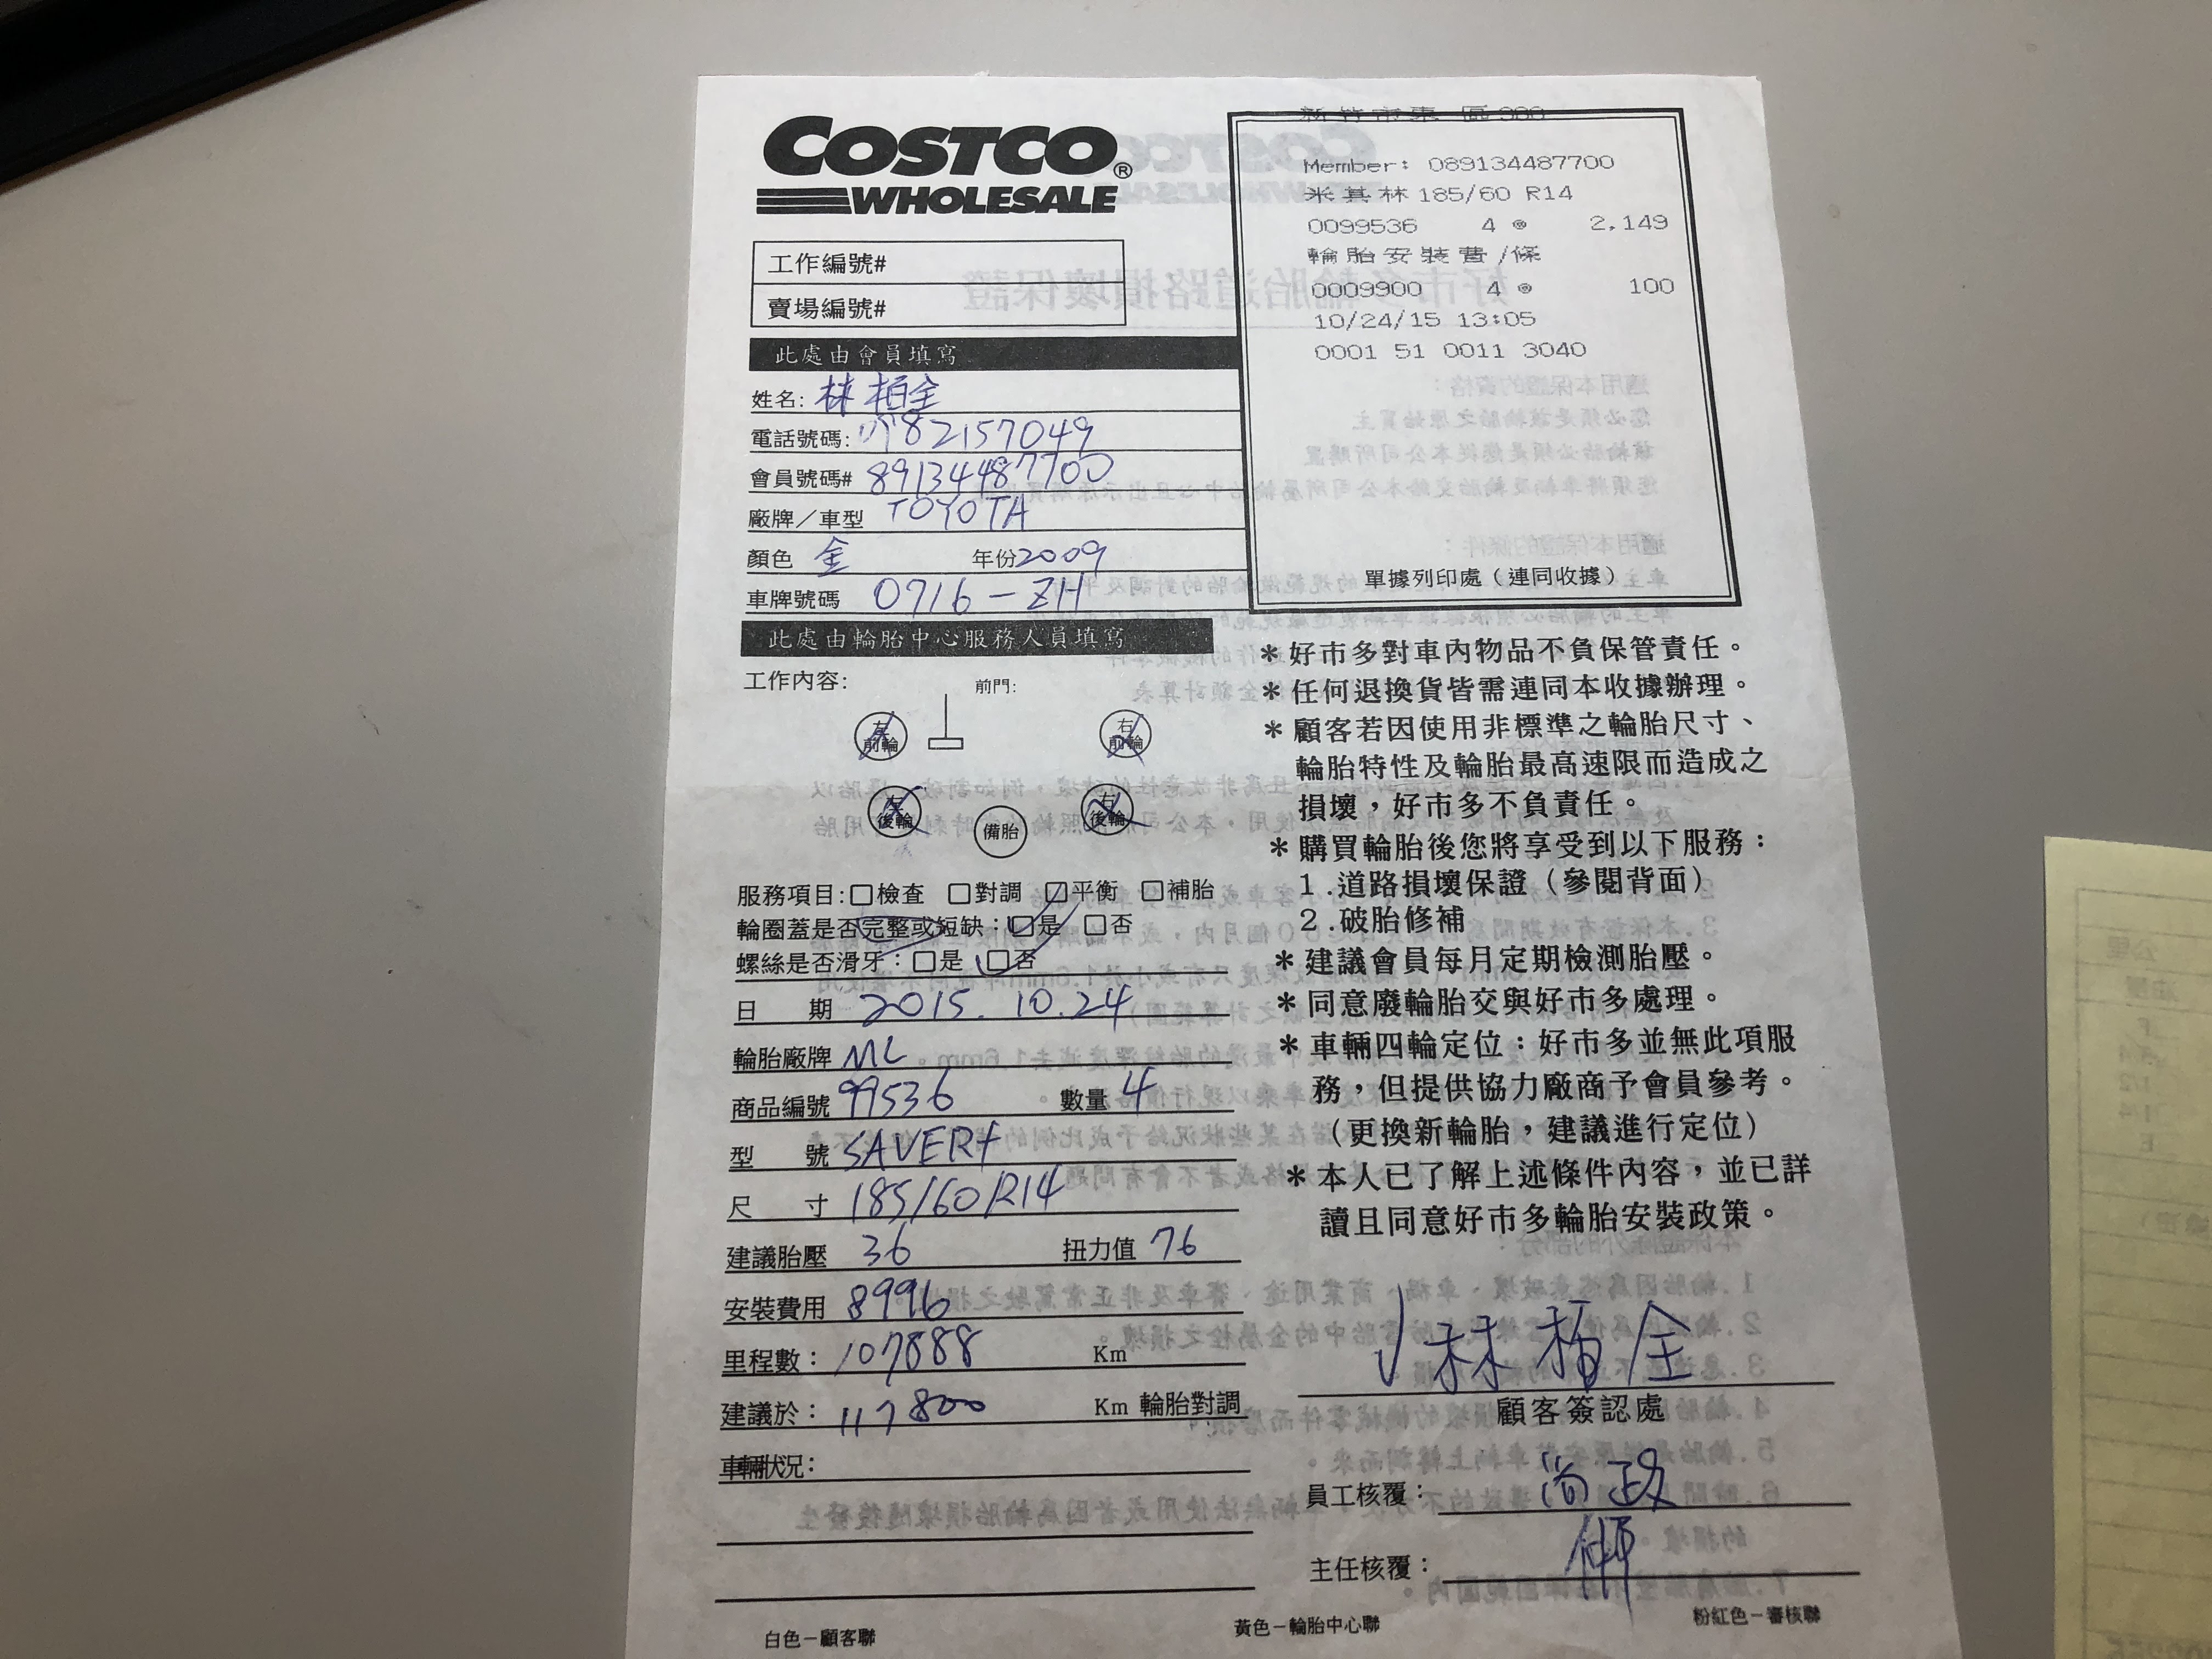 COSTCO®
WHOLESALE
新竹市東 區 300
Member: 089134487700
米其林185/60 R14
0099536 4 @ 2,149
輪胎安裝費/條
0009900 4 @ 100
10/24/15 13:05
0001 51 0011 3040
單據列印處（連同收據）
工作編號#
賣場編號#
此處由會員填寫
姓名: 林栢全
電話號碼: 82157049
會員號碼# 89134487700
廠牌／車型 TOYOTA
顏色 金 年份2009
車牌號碼 0716-ZH
此處由輪胎中心服務人員填寫
工作內容: 前門:
左前輪 右前輪
左後輪 備胎 右後輪
服務項目:□檢查 □對調 □平衡 □補胎
輪圈蓋是否完整或短缺：□是 □否
螺絲是否滑牙：□是 □否
日 期 2015. 10.24
輪胎廠牌 ML
商品編號 99536 數量 4
型 號 SAVER+
尺 寸 185/60R14
建議胎壓 36 扭力值 76
安裝費用 8996
里程數：107888 Km
建議於：117800 Km 輪胎對調
車輛狀況：
＊好市多對車內物品不負保管責任。
＊任何退換貨皆需連同本收據辦理。
＊顧客若因使用非標準之輪胎尺寸、
輪胎特性及輪胎最高速限而造成之
損壞，好市多不負責任。
＊購買輪胎後您將享受到以下服務：
1.道路損壞保證（參閱背面）
2.破胎修補
＊建議會員每月定期檢測胎壓。
＊同意廢輪胎交與好市多處理。
＊車輛四輪定位：好市多並無此項服
務，但提供協力廠商予會員參考。
（更換新輪胎，建議進行定位）
＊本人已了解上述條件內容，並已詳
讀且同意好市多輪胎安裝政策。
林栢全
顧客簽認處
員工核覆： 尚政
主任核覆：
白色－顧客聯
黃色－輪胎中心聯
粉紅色－審核聯